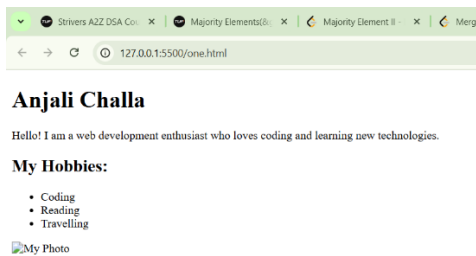 Strivers A2Z DSA Cou
Majority Elements(&g
Majority Element II -
Merg
127.0.0.1:5500/one.html
Anjali Challa
Hello! I am a web development enthusiast who loves coding and learning new technologies.
My Hobbies:
Coding
Reading
Travelling
My Photo